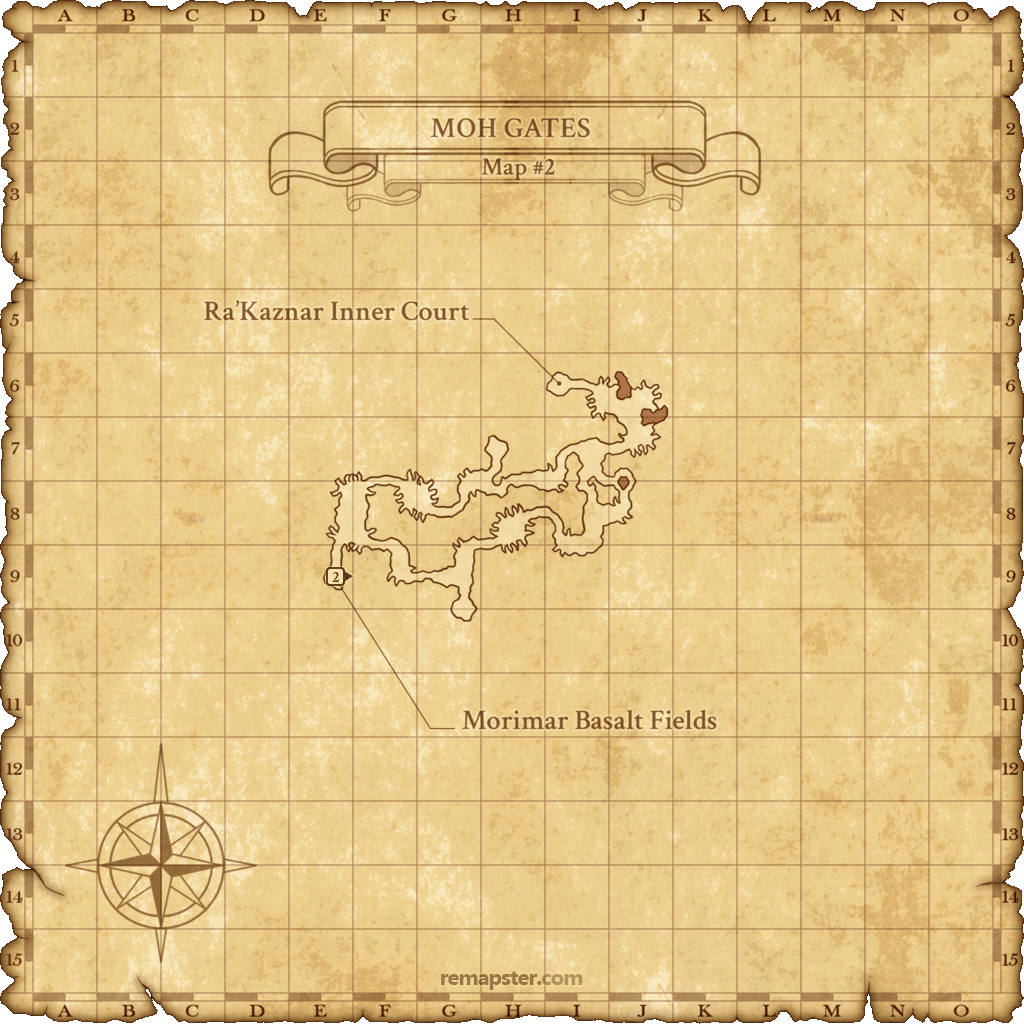 A B C D E F G H I J K L M N O
1 1
MOH GATES
2 2
Map #2
3 3
4 4
Ra'Kaznar Inner Court
5 5
6 6
7 7
8 8
2
9 9
10 10
11 11
Morimar Basalt Fields
12 12
13 13
14 14
15 15
remapster.com
A B C D E F G H I J K L M N O